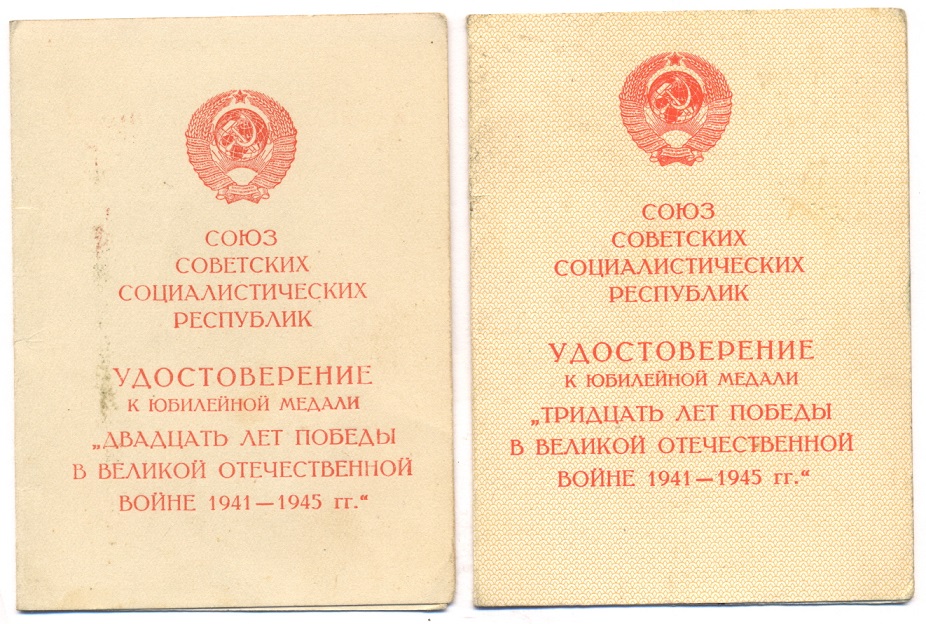 СОЮЗ
СОВЕТСКИХ
СОЦИАЛИСТИЧЕСКИХ
РЕСПУБЛИК
УДОСТОВЕРЕНИЕ
К ЮБИЛЕЙНОЙ МЕДАЛИ
„ДВАДЦАТЬ ЛЕТ ПОБЕДЫ
В ВЕЛИКОЙ ОТЕЧЕСТВЕННОЙ
ВОЙНЕ 1941—1945 гг.“
СОЮЗ
СОВЕТСКИХ
СОЦИАЛИСТИЧЕСКИХ
РЕСПУБЛИК
УДОСТОВЕРЕНИЕ
К ЮБИЛЕЙНОЙ МЕДАЛИ
„ТРИДЦАТЬ ЛЕТ ПОБЕДЫ
В ВЕЛИКОЙ ОТЕЧЕСТВЕННОЙ
ВОЙНЕ 1941—1945 гг.“